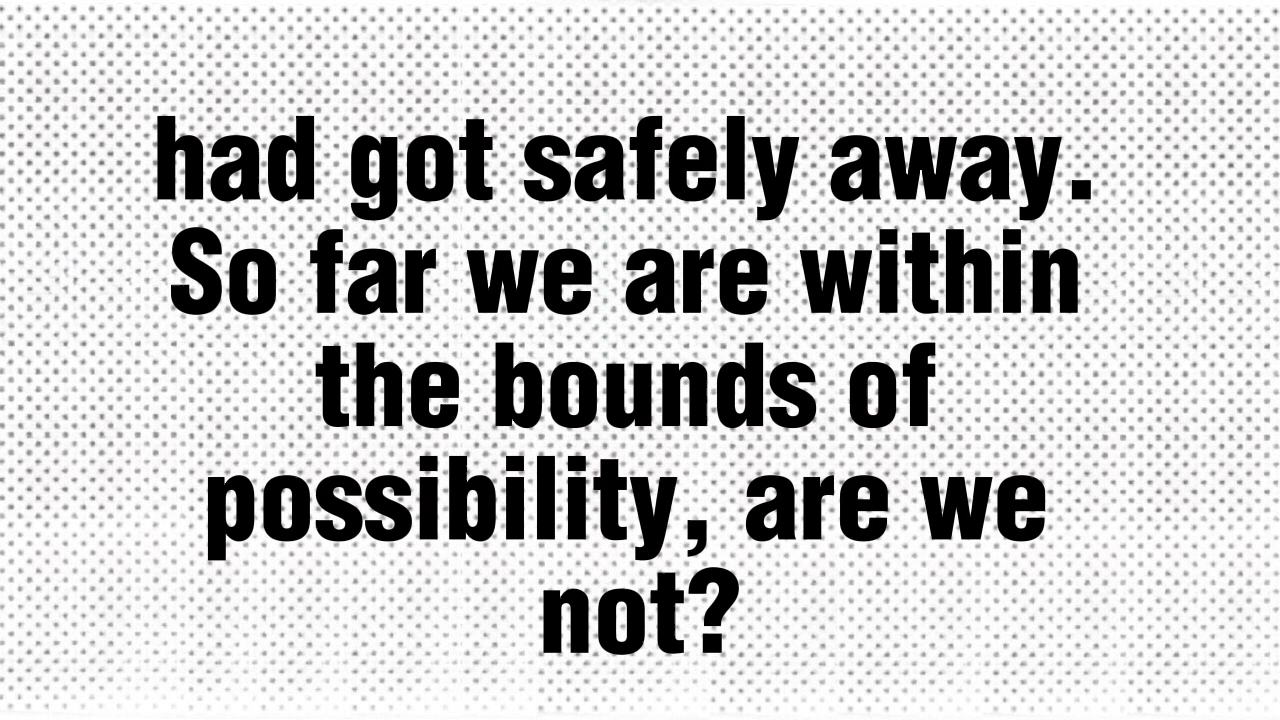 had got safely away.
So far we are within
the bounds of
possibility, are we
not?